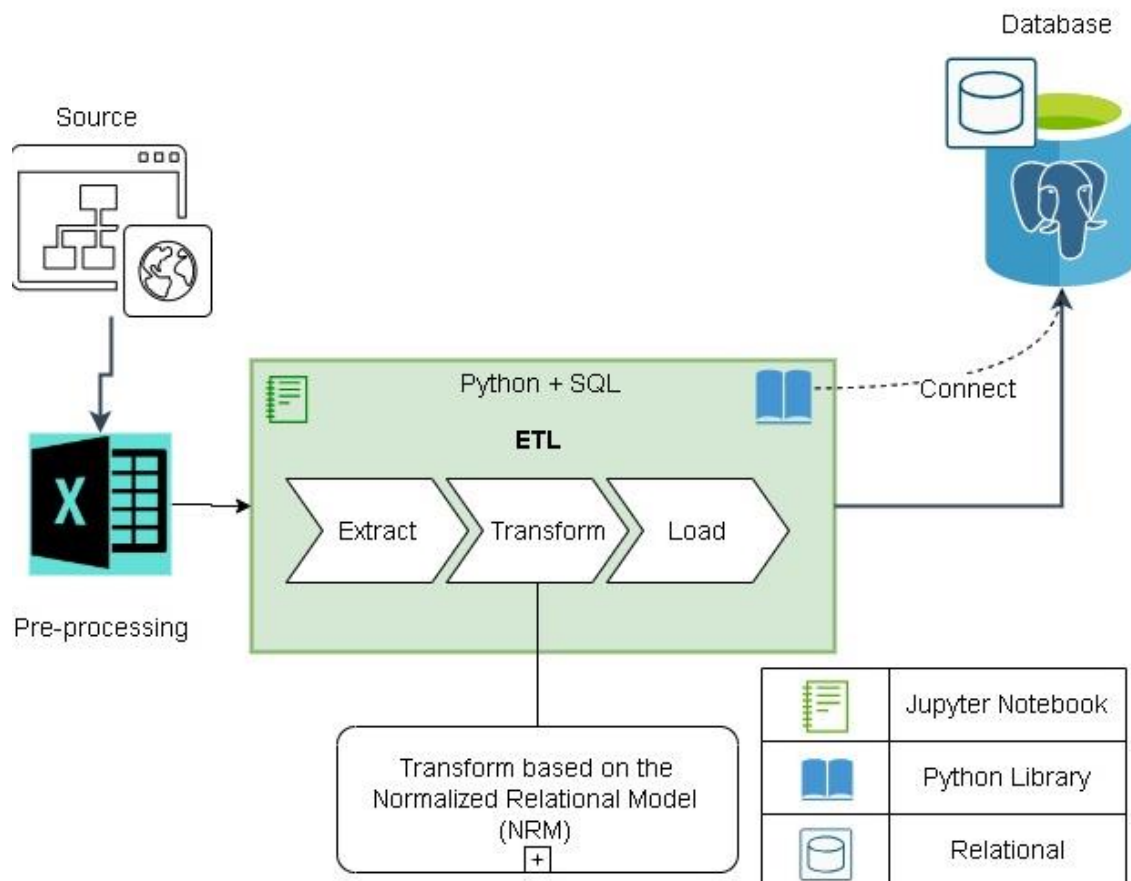 Database
Source
Python + SQL
ETL
Connect
X
Extract
Transform
Load
Pre-processing
Transform based on the
Normalized Relational Model
(NRM)
+
Jupyter Notebook
Python Library
Relational